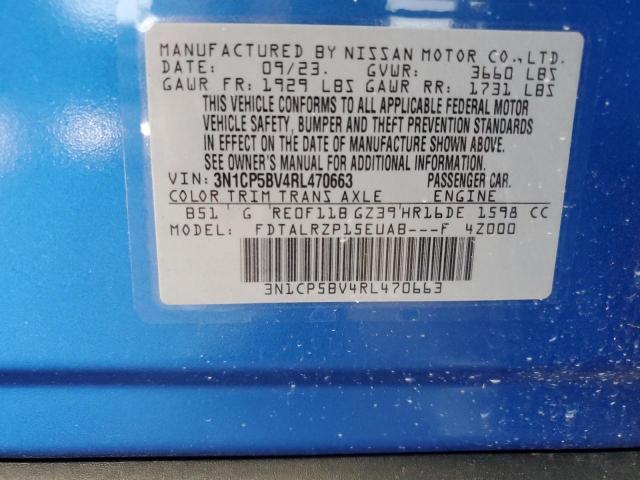 MANUFACTURED BY NISSAN MOTOR CO., LTD.
DATE: 09/23. GVWR: 3660 LBS
GAWR FR: 1929 LBS GAWR RR: 1731 LBS
THIS VEHICLE CONFORMS TO ALL APPLICABLE FEDERAL MOTOR
VEHICLE SAFETY, BUMPER AND THEFT PREVENTION STANDARDS
IN EFFECT ON THE DATE OF MANUFACTURE SHOWN ABOVE.
SEE OWNER'S MANUAL FOR ADDITIONAL INFORMATION.
VIN: 3N1CP5BV4RL470663 PASSENGER CAR.
COLOR TRIM TRANS AXLE ENGINE
B51 G RE0F11B GZ39 HR16DE 1598 CC
MODEL: FDTALRZP15EUAB---F 4Z000
3N1CP5BV4RL470663